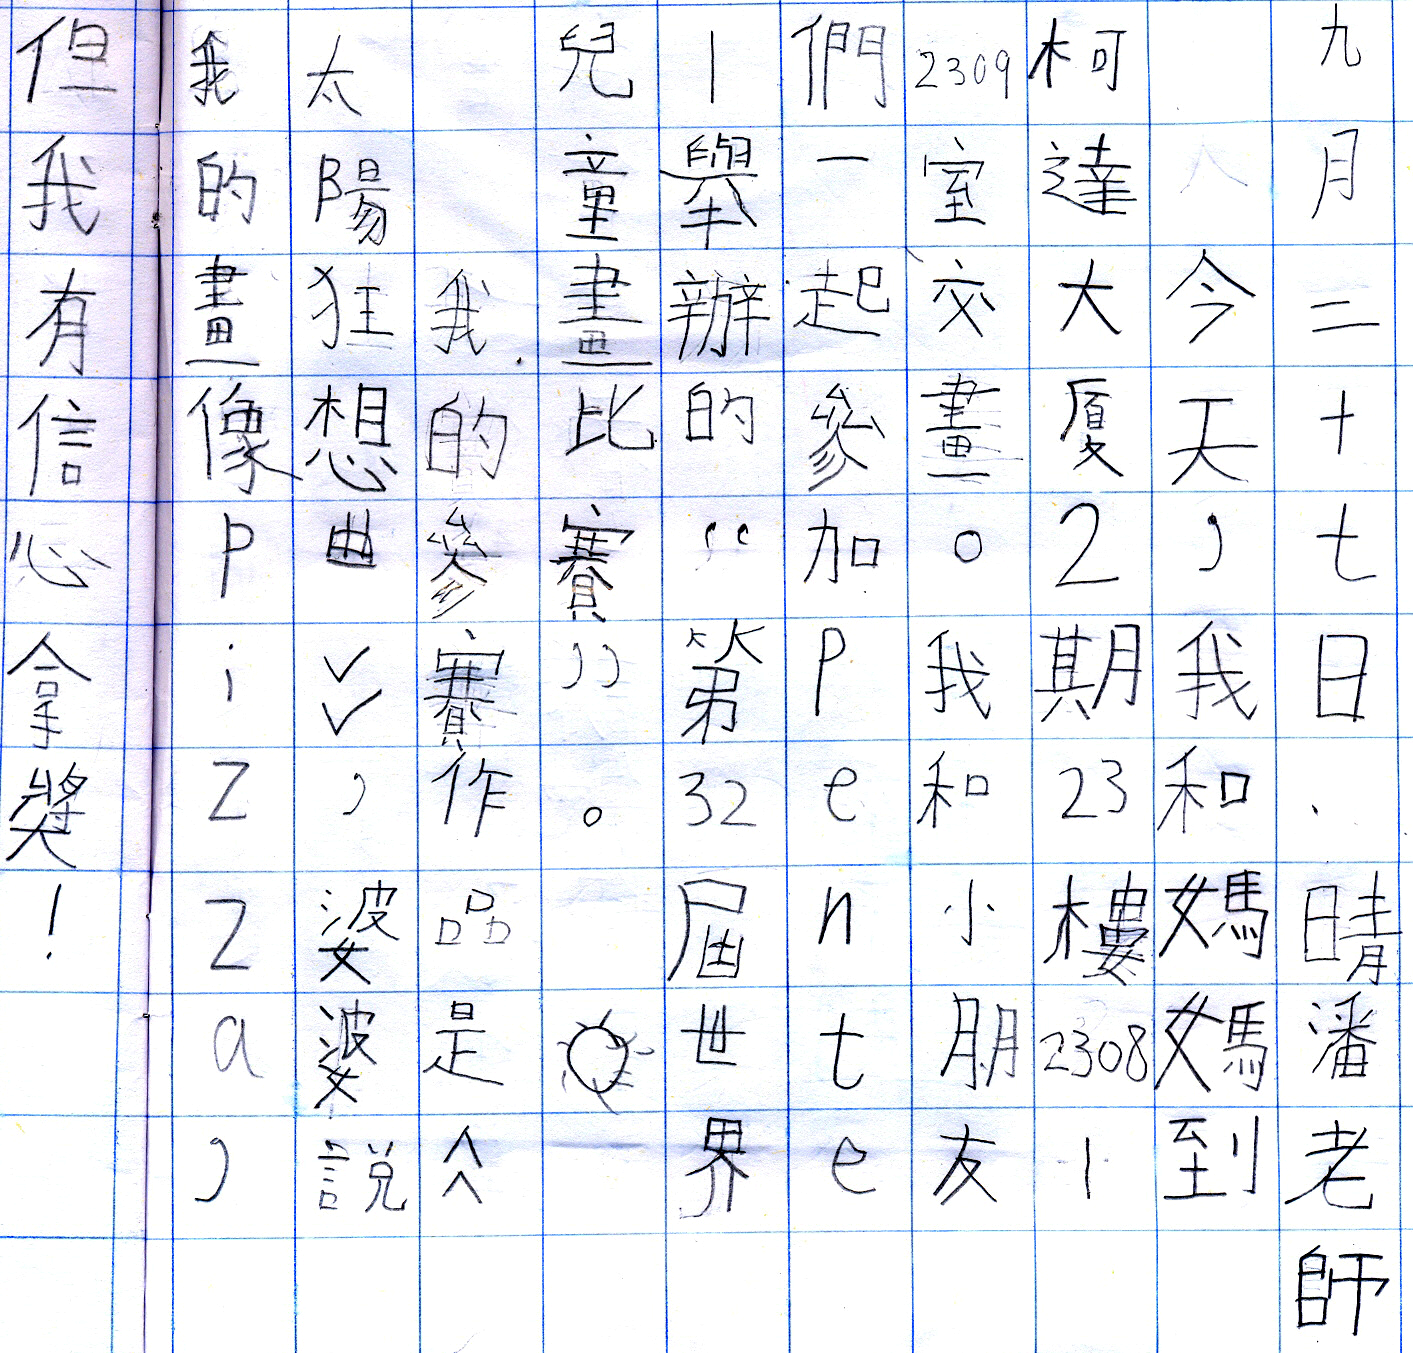 九月二十七日．晴潘老師
今天，我和媽媽到
柯達大廈2期23樓2308-
2309室交畫。我和小朋友
們一起參加Pentel
-舉辦的“第32屆世界
兒童畫比賽”。
我的參賽作品是《
太陽狂想曲》，婆婆說
我的畫像pizza，
但我有信心拿獎！